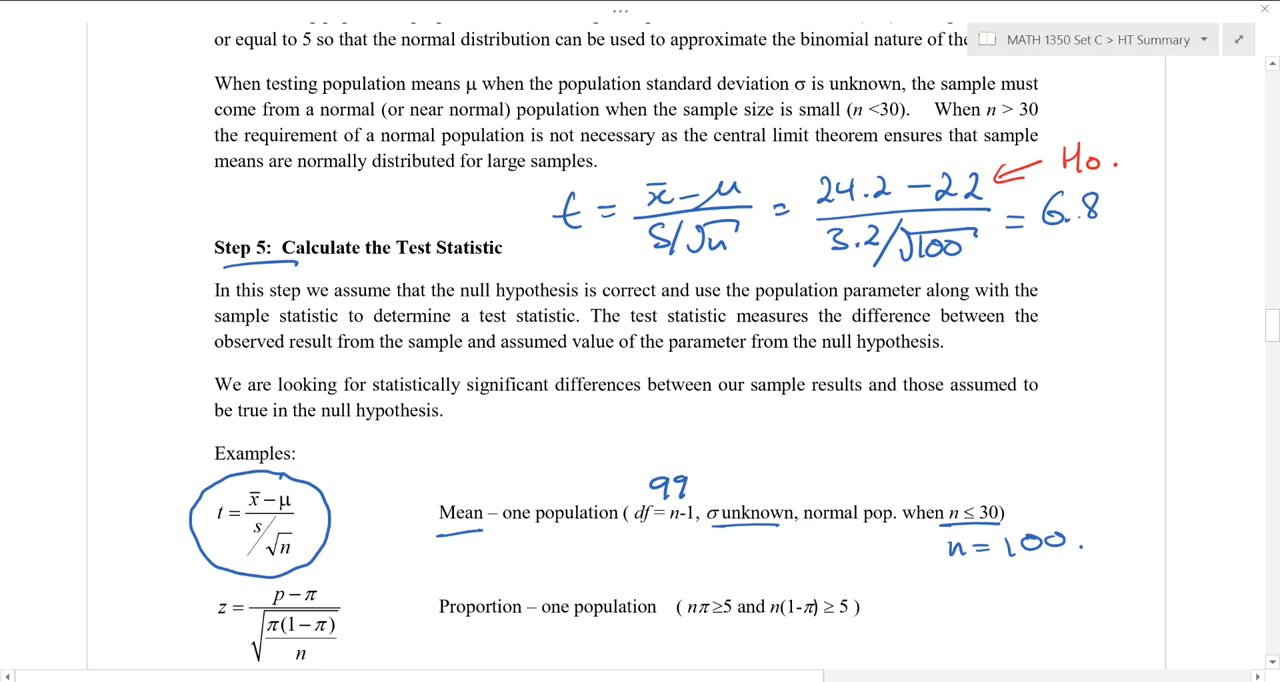 ...
or equal to 5 so that the normal distribution can be used to approximate the binomial nature of the
MATH 1350 Set C > HT Summary
When testing population means μ when the population standard deviation σ is unknown, the sample must
come from a normal (or near normal) population when the sample size is small (n <30). When n > 30
the requirement of a normal population is not necessary as the central limit theorem ensures that sample
means are normally distributed for large samples.
t = (x̄ − μ)/(s/√n) = (24.2 − 22)/(3.2/√100) = 6.8
Ho.
Step 5: Calculate the Test Statistic
In this step we assume that the null hypothesis is correct and use the population parameter along with the
sample statistic to determine a test statistic. The test statistic measures the difference between the
observed result from the sample and assumed value of the parameter from the null hypothesis.
We are looking for statistically significant differences between our sample results and those assumed to
be true in the null hypothesis.
Examples:
99
t = (x̄ − μ)/(s/√n)
Mean – one population ( df = n-1, σ unknown, normal pop. when n ≤ 30)
n = 100.
z = (p − π)/√(π(1 − π)/n)
Proportion – one population ( nπ ≥5 and n(1-π) ≥ 5 )